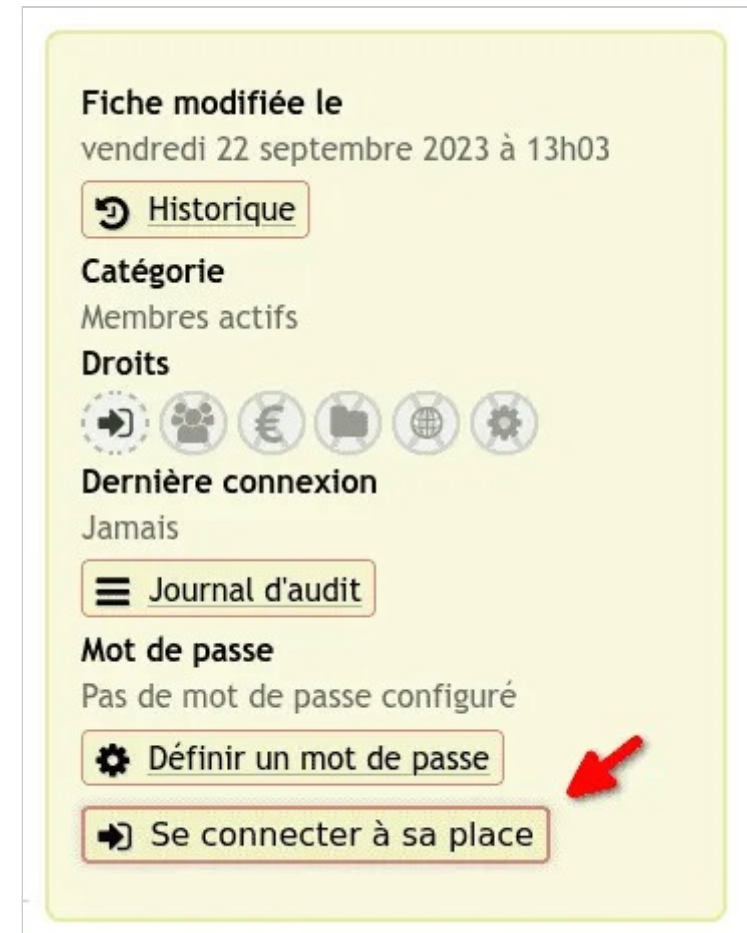 Fiche modifiée le
vendredi 22 septembre 2023 à 13h03
Historique
Catégorie
Membres actifs
Droits
€
Dernière connexion
Jamais
Journal d'audit
Mot de passe
Pas de mot de passe configuré
Définir un mot de passe
Se connecter à sa place